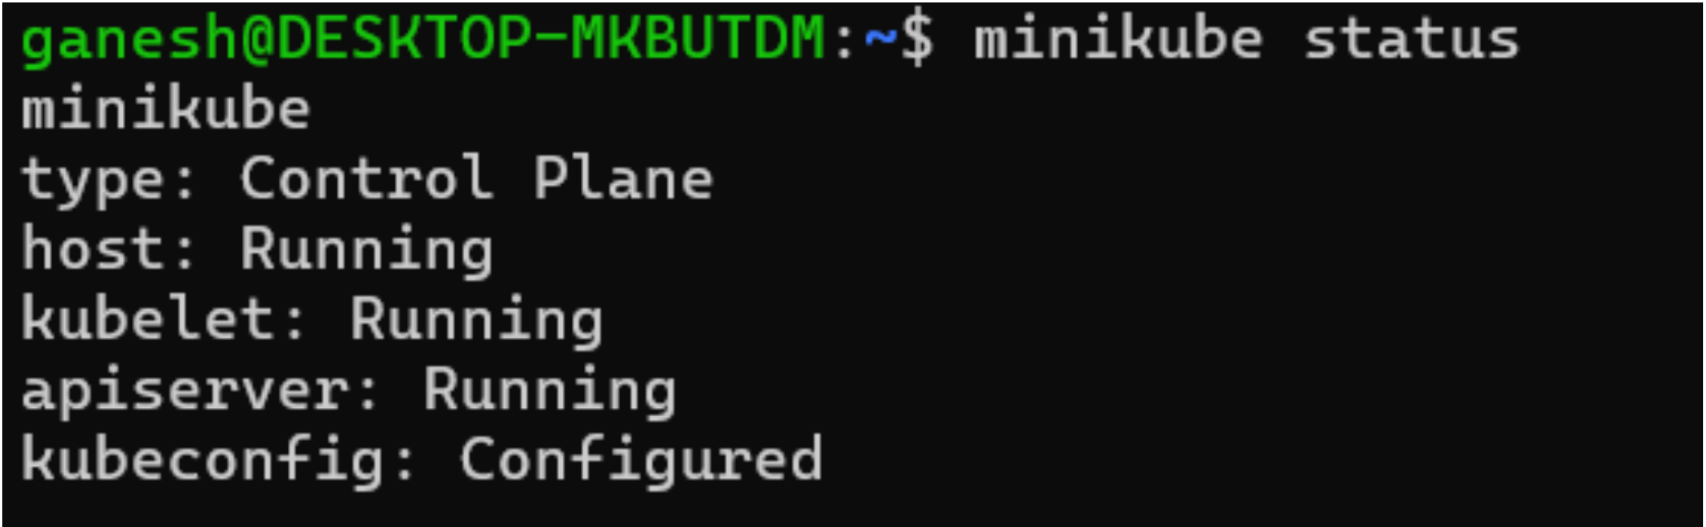 ganesh@DESKTOP-MKBUTDM:~$ minikube status
minikube
type: Control Plane
host: Running
kubelet: Running
apiserver: Running
kubeconfig: Configured